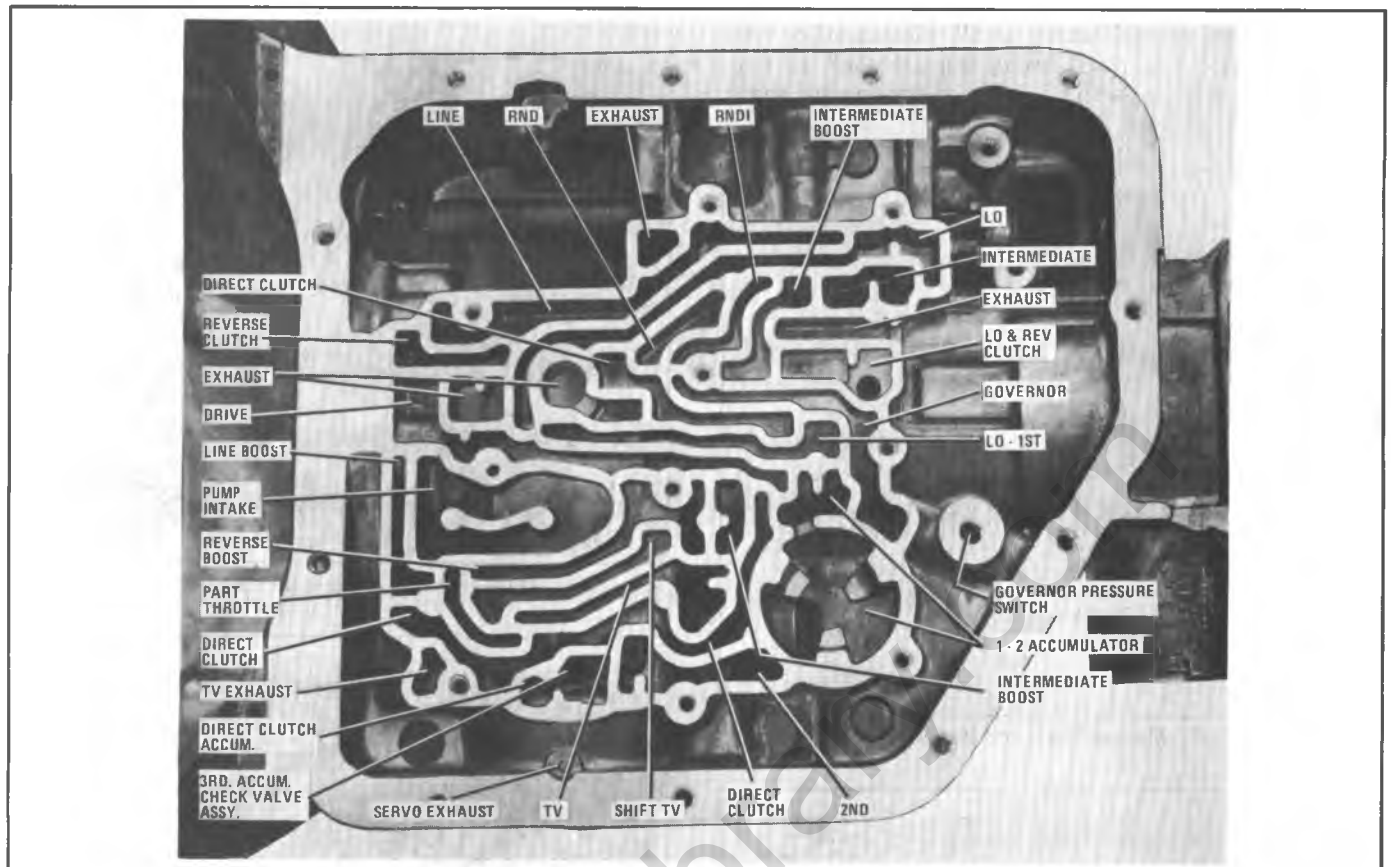 LINE
RND
EXHAUST
RNDI
INTERMEDIATE
BOOST
LO
INTERMEDIATE
EXHAUST
LO & REV
CLUTCH
GOVERNOR
LO - 1ST
DIRECT CLUTCH
REVERSE
CLUTCH
EXHAUST
DRIVE
LINE BOOST
PUMP
INTAKE
REVERSE
BOOST
PART
THROTTLE
DIRECT
CLUTCH
TV EXHAUST
DIRECT CLUTCH
ACCUM.
3RD. ACCUM.
CHECK VALVE
ASSY.
GOVERNOR PRESSURE
SWITCH
1 - 2 ACCUMULATOR
INTERMEDIATE
BOOST
SERVO EXHAUST
TV
SHIFT TV
DIRECT
CLUTCH
2ND